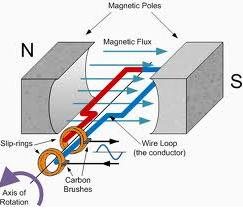 Magnetic Poles
N
Magnetic Flux
S
Slip-rings
Wire Loop
(the conductor)
Carbon
Brushes
Axis of
Rotation